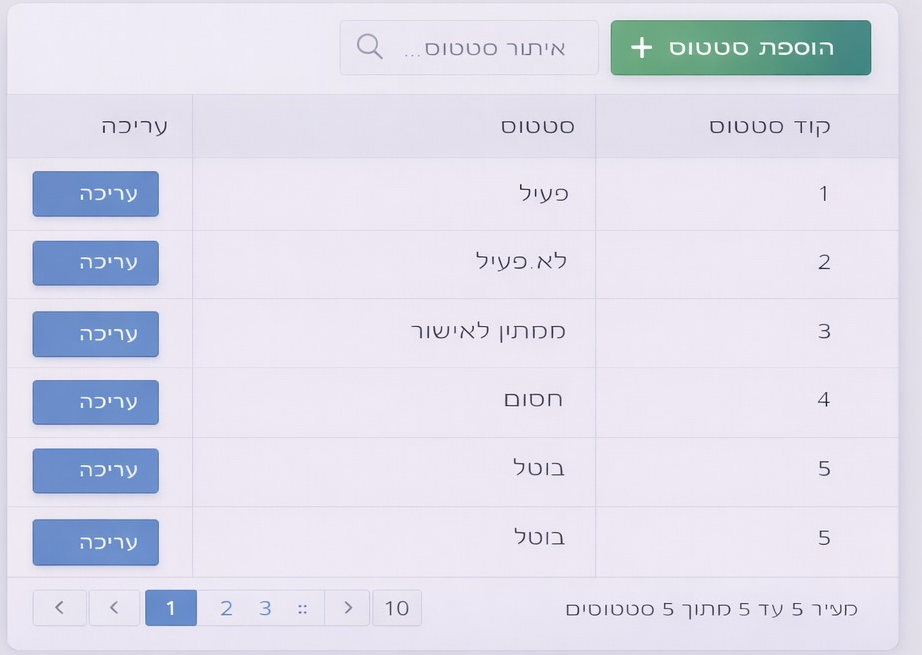 הוספת סטטוס +
איתור סטטוס...
קוד סטטוס סטטוס עריכה
1 פעיל עריכה
2 לא.פעיל עריכה
3 ממתין לאישור עריכה
4 חסום עריכה
5 בוטל עריכה
5 בוטל עריכה
5 עד 5 מתוך 5 סטטוסים
< < 1 2 3 :: > 10